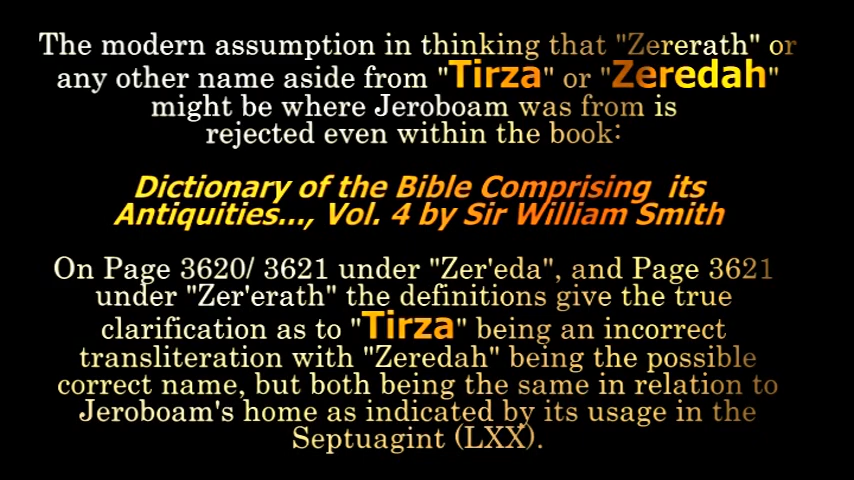 The modern assumption in thinking that "Zererath" or
any other name aside from "Tirza" or "Zeredah"
might be where Jeroboam was from is
rejected even within the book:
Dictionary of the Bible Comprising its
Antiquities..., Vol. 4 by Sir William Smith
On Page 3620/ 3621 under "Zer'eda", and Page 3621
under "Zer'erath" the definitions give the true
clarification as to "Tirza" being an incorrect
transliteration with "Zeredah" being the possible
correct name, but both being the same in relation to
Jeroboam's home as indicated by its usage in the
Septuagint (LXX).